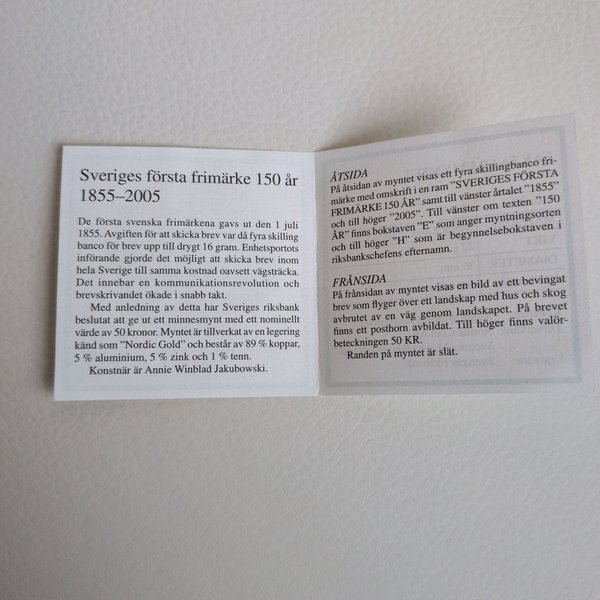 Sveriges första frimärke 150 år
1855–2005
De första svenska frimärkena gavs ut den 1 juli
1855. Avgiften för att skicka brev var då fyra skilling
banco för brev upp till drygt 16 gram. Enhetsportots
införande gjorde det möjligt att skicka brev inom
hela Sverige till samma kostnad oavsett vägsträcka.
Det innebar en kommunikationsrevolution och
brevskrivandet ökade i snabb takt.
Med anledning av detta har Sveriges riksbank
beslutat att ge ut ett minnesmynt med ett nominellt
värde av 50 kronor. Myntet är tillverkat av en legering
känd som ”Nordic Gold” och består av 89 % koppar,
5 % aluminium, 5 % zink och 1 % tenn.
Konstnär är Annie Winblad Jakubowski.
ÅTSIDA
På åtsidan av myntet visas ett fyra skillingbanco fri-
märke med omskrift i en ram ”SVERIGES FÖRSTA
FRIMÄRKE 150 ÅR” samt till vänster årtalet ”1855”
och till höger ”2005”. Till vänster om texten ”150
ÅR” finns bokstaven ”E” som anger myntningsorten
och till höger ”H” som är begynnelsebokstaven i
riksbankschefens efternamn.
FRÅNSIDA
På frånsidan av myntet visas en bild av ett bevingat
brev som flyger över ett landskap med hus och skog
avbrutet av en väg genom landskapet. På brevet
finns ett posthorn avbildat. Till höger finns valör-
beteckningen 50 KR.
Randen på myntet är slät.